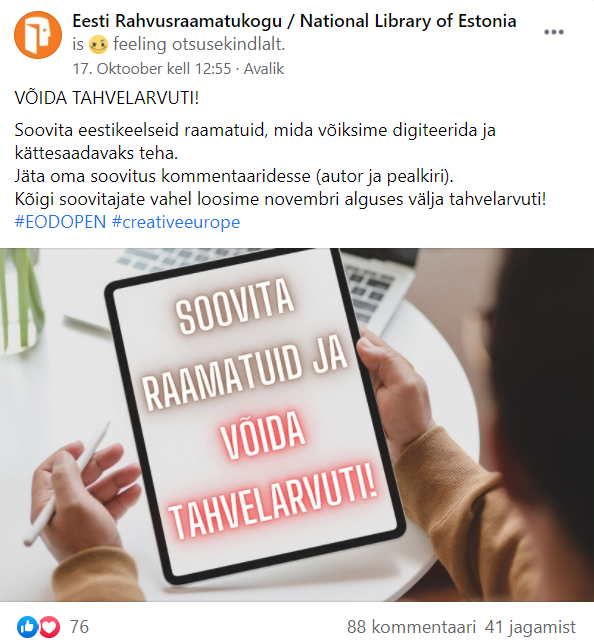 Eesti Rahvusraamatukogu / National Library of Estonia
is 😉 feeling otsusekindlalt.
17. Oktoober kell 12:55 · Avalik
VÕIDA TAHVELARVUTI!
Soovita eestikeelseid raamatuid, mida võiksime digiteerida ja
kättesaadavaks teha.
Jäta oma soovitus kommentaaridesse (autor ja pealkiri).
Kõigi soovitajate vahel loosime novembri alguses välja tahvelarvuti!
#EODOPEN #creativeeurope
SOOVITA
RAAMATUID JA
VÕIDA
TAHVELARVUTI!
76
88 kommentaari 41 jagamist